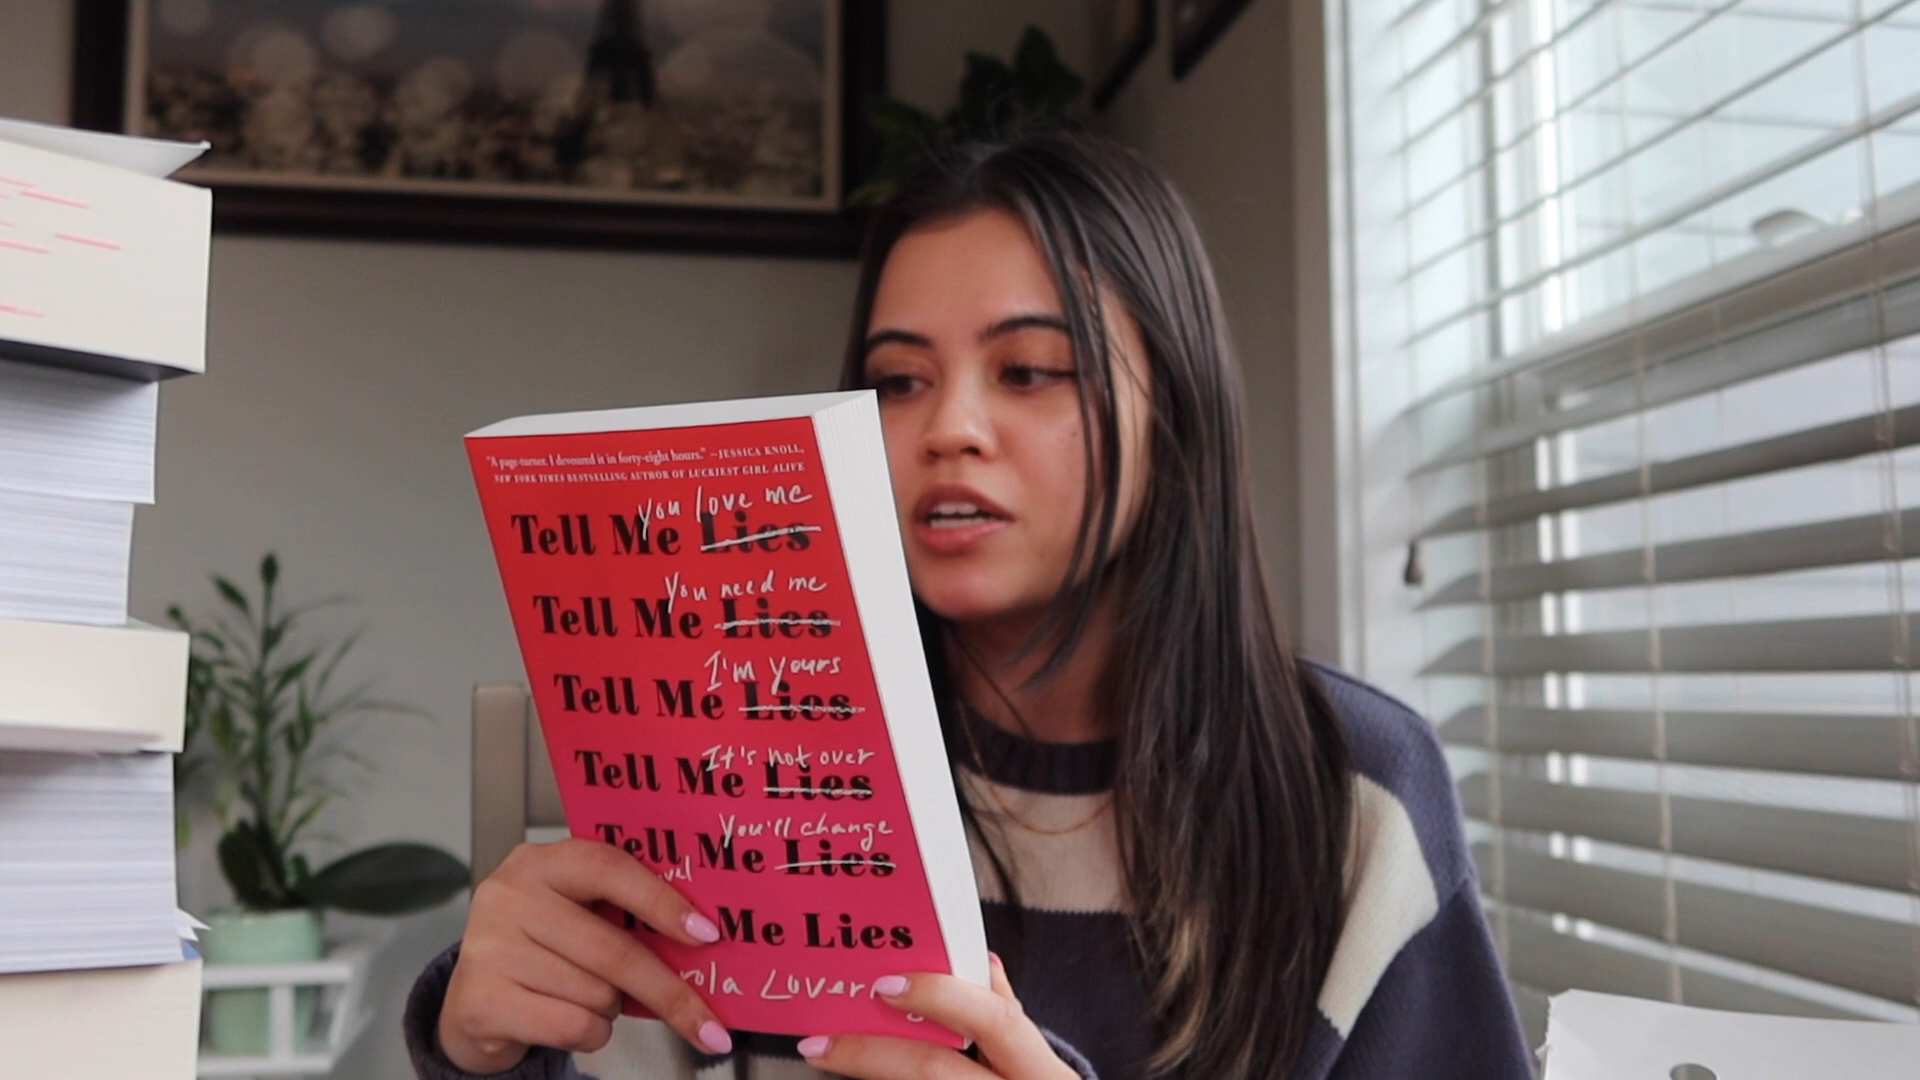 "A page-turner. I devoured it in forty-eight hours." —JESSICA KNOLL,
NEW YORK TIMES BESTSELLING AUTHOR OF LUCKIEST GIRL ALIVE
You love me
Tell Me Lies
You need me
Tell Me Lies
I'm yours
Tell Me Lies
It's not over
Tell Me Lies
You'll change
Tell Me Lies
Me Lies